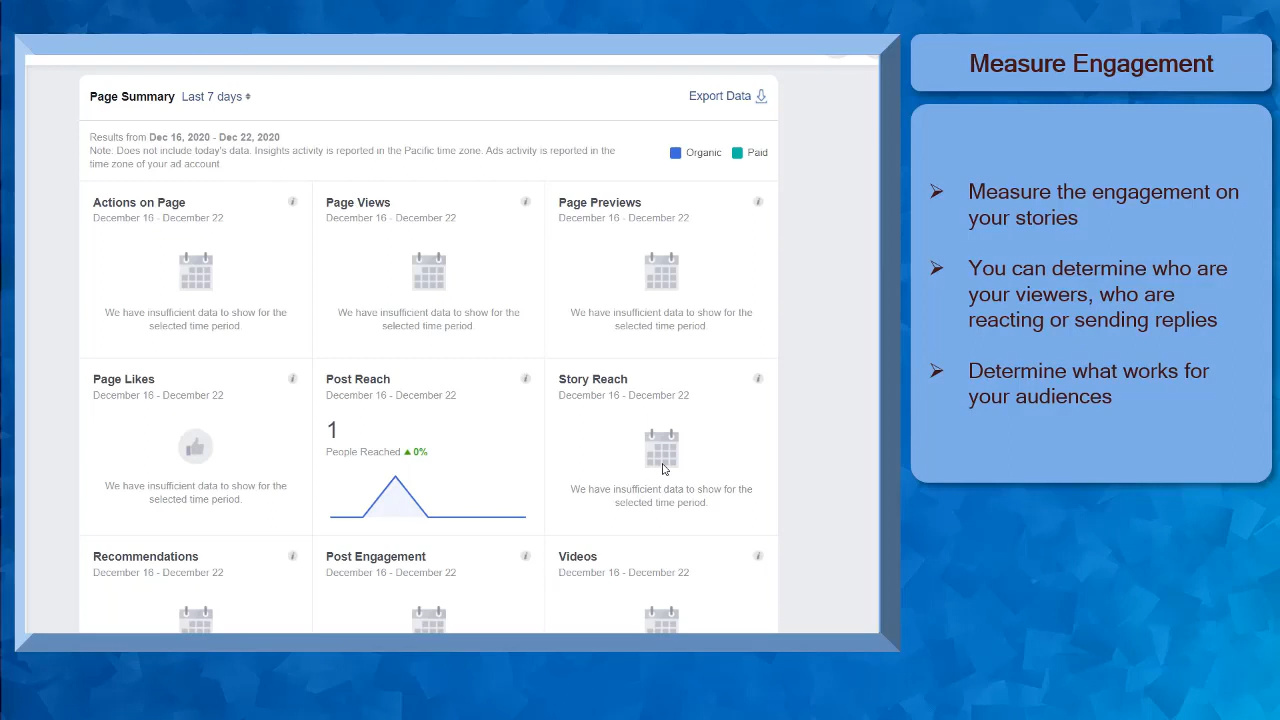 Page Summary Last 7 days
Export Data
Results from Dec 16, 2020 - Dec 22, 2020
Note: Does not include today's data. Insights activity is reported in the Pacific time zone. Ads activity is reported in the
time zone of your ad account
Organic Paid
Actions on Page
December 16 - December 22
We have insufficient data to show for the
selected time period.
Page Views
December 16 - December 22
We have insufficient data to show for the
selected time period.
Page Previews
December 16 - December 22
We have insufficient data to show for the
selected time period.
Page Likes
December 16 - December 22
We have insufficient data to show for the
selected time period.
Post Reach
December 16 - December 22
1
People Reached ▲ 0%
Story Reach
December 16 - December 22
We have insufficient data to show for the
selected time period.
Recommendations
December 16 - December 22
Post Engagement
December 16 - December 22
Videos
December 16 - December 22
Measure Engagement
Measure the engagement on
your stories
You can determine who are
your viewers, who are
reacting or sending replies
Determine what works for
your audiences